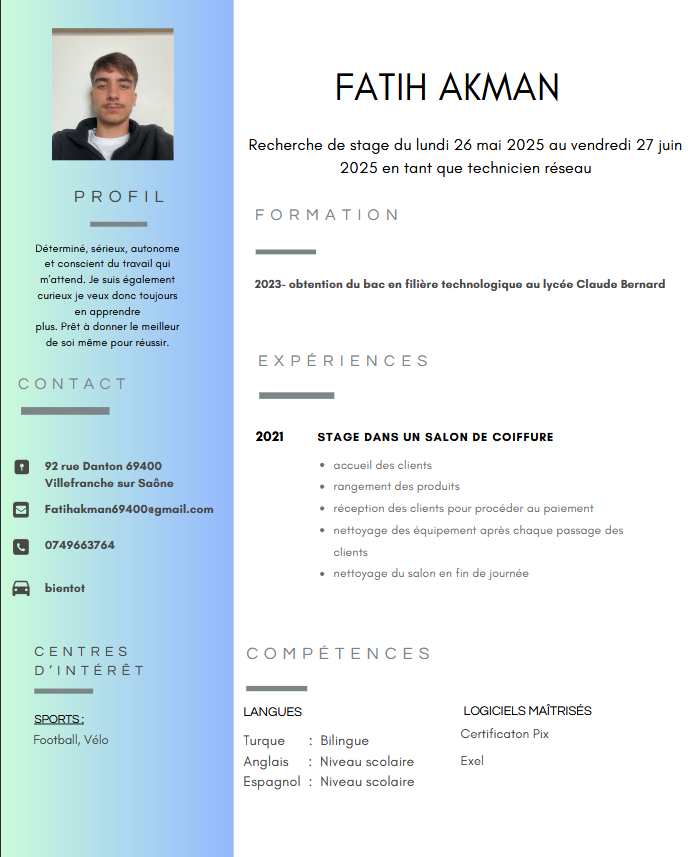 FATIH AKMAN
Recherche de stage du lundi 26 mai 2025 au vendredi 27 juin
2025 en tant que technicien réseau
PROFIL
Déterminé, sérieux, autonome
et conscient du travail qui
m'attend. Je suis également
curieux je veux donc toujours
en apprendre
plus. Prêt à donner le meilleur
de soi même pour réussir.
CONTACT
92 rue Danton 69400
Villefranche sur Saône
Fatihakman69400@gmail.com
0749663764
bientot
CENTRES
D'INTÉRÊT
SPORTS :
Football, Vélo
FORMATION
2023- obtention du bac en filière technologique au lycée Claude Bernard
EXPÉRIENCES
2021 STAGE DANS UN SALON DE COIFFURE
• accueil des clients
• rangement des produits
• réception des clients pour procéder au paiement
• nettoyage des équipement après chaque passage des
clients
• nettoyage du salon en fin de journée
COMPÉTENCES
LANGUES
Turque : Bilingue
Anglais : Niveau scolaire
Espagnol : Niveau scolaire
LOGICIELS MAÎTRISÉS
Certificaton Pix
Exel